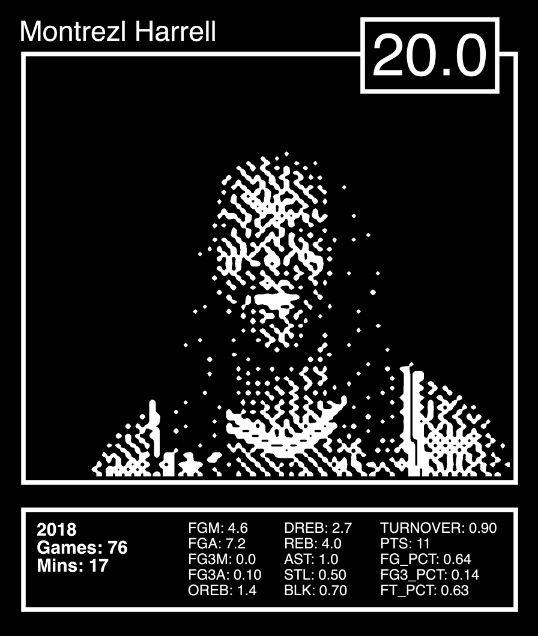 Montrezl Harrell
20.0
2018
Games: 76
Mins: 17
FGM: 4.6
FGA: 7.2
FG3M: 0.0
FG3A: 0.10
OREB: 1.4
DREB: 2.7
REB: 4.0
AST: 1.0
STL: 0.50
BLK: 0.70
TURNOVER: 0.90
PTS: 11
FG_PCT: 0.64
FG3_PCT: 0.14
FT_PCT: 0.63